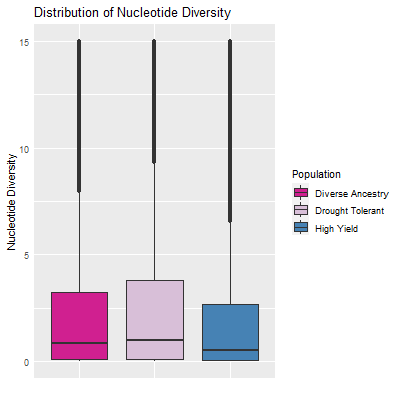 Distribution of Nucleotide Diversity
15
10
5
0
Nucleotide Diversity
Population
Diverse Ancestry
Drought Tolerant
High Yield